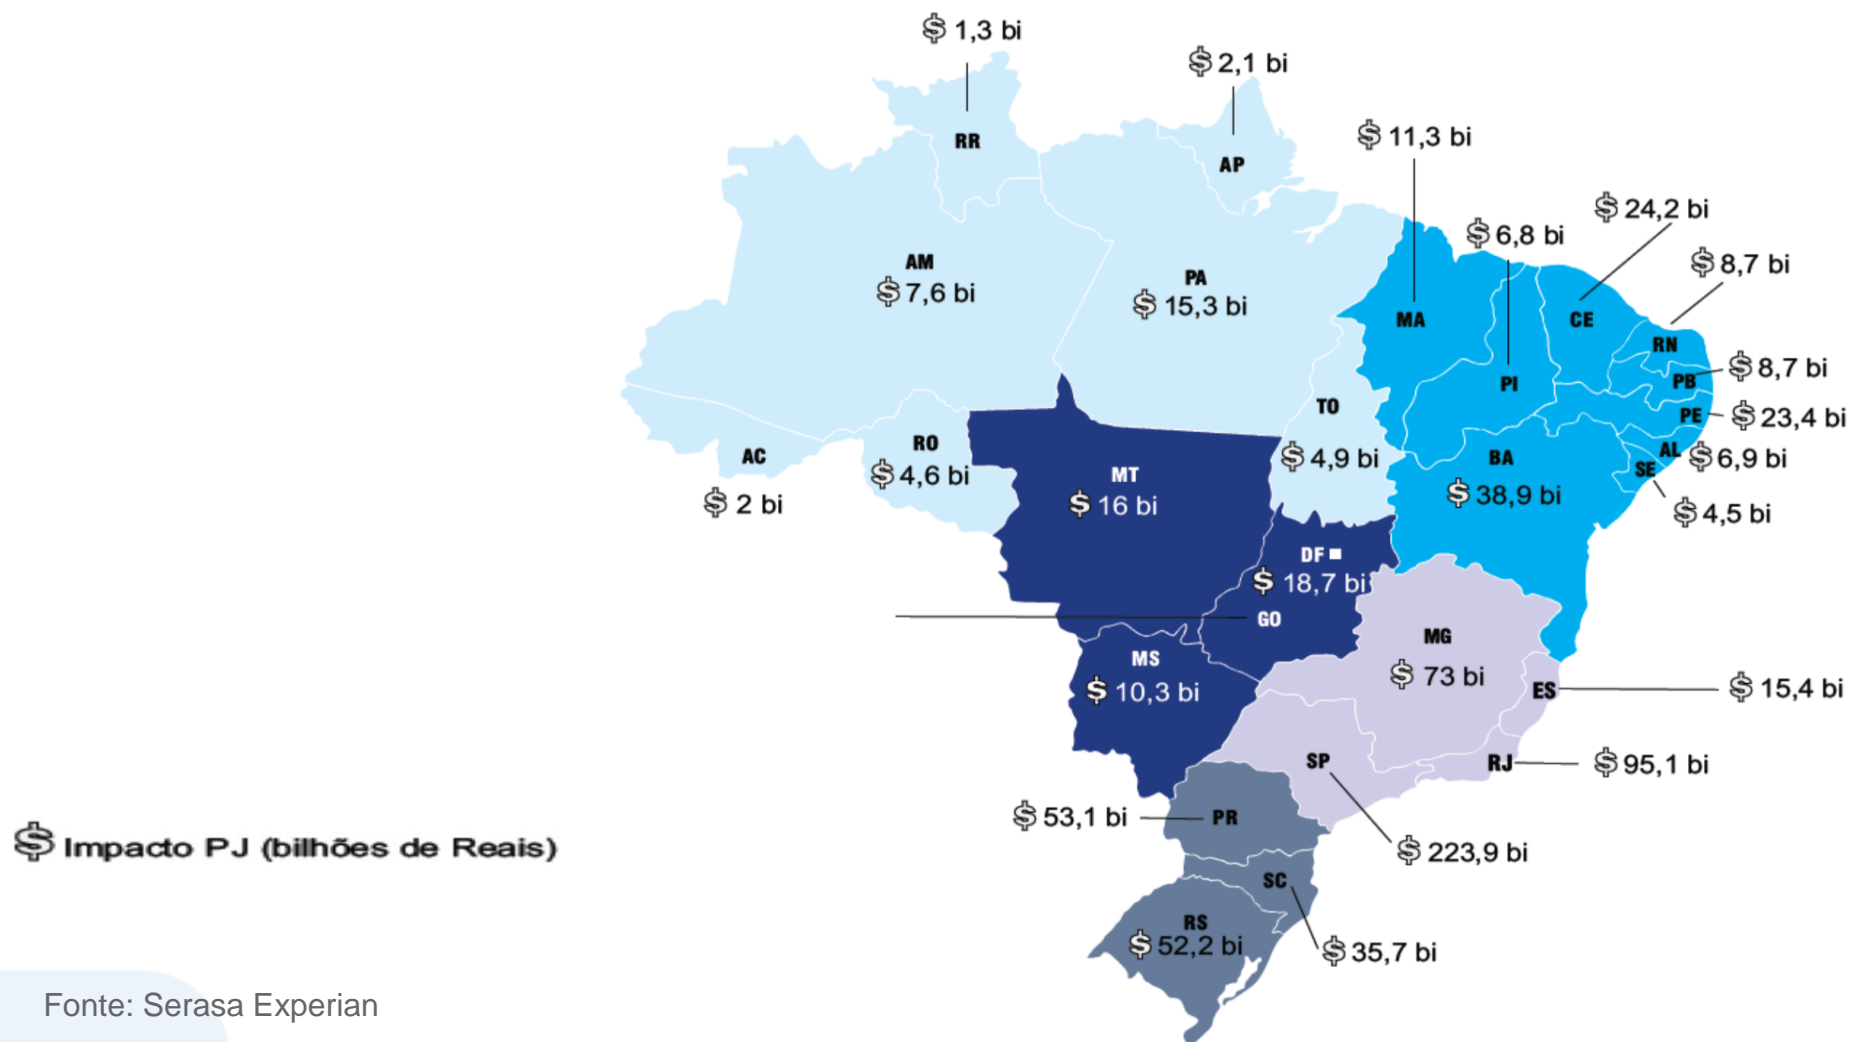 $ 1,3 bi
$ 2,1 bi
RR
AP
$ 11,3 bi
$ 24,2 bi
$ 6,8 bi
$ 8,7 bi
AM
$ 7,6 bi
PA
$ 15,3 bi
MA
CE
RN
PI
PB
$ 8,7 bi
TO
PE
$ 23,4 bi
AC
$ 2 bi
RO
$ 4,6 bi
MT
$ 16 bi
$ 4,9 bi
BA
$ 38,9 bi
AL
$ 6,9 bi
SE
$ 4,5 bi
DF
$ 18,7 bi
GO
MS
$ 10,3 bi
MG
$ 73 bi
ES
$ 15,4 bi
SP
RJ
$ 95,1 bi
$ 53,1 bi
PR
$ 223,9 bi
SC
RS
$ 52,2 bi
$ 35,7 bi
$ Impacto PJ (bilhões de Reais)
Fonte: Serasa Experian